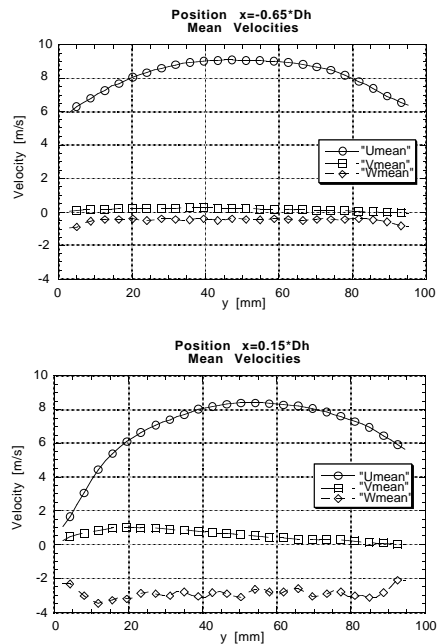 Position x=-0.65*Dh
Mean Velocities
10
8
6
4
2
0
-2
-4
Velocity [m/s]
"Umean"
"Vmean"
"Wmean"
0 20 40 60 80 100
y [mm]
Position x=0.15*Dh
Mean Velocities
10
8
6
4
2
0
-2
-4
Velocity [m/s]
"Umean"
"Vmean"
"Wmean"
0 20 40 60 80 100
y [mm]